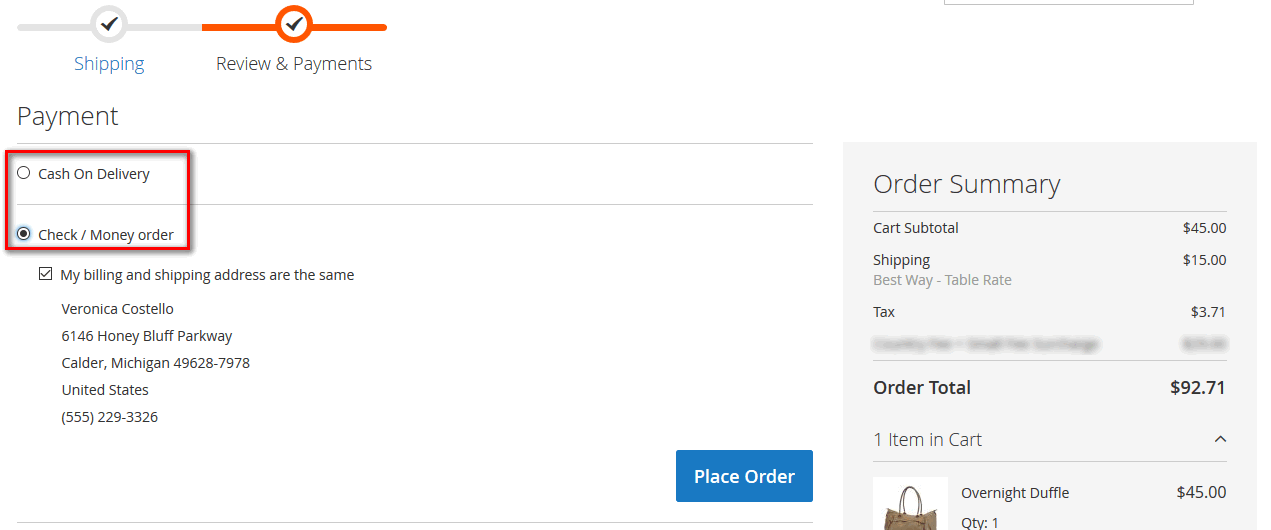 Shipping
Review & Payments
Payment
Cash On Delivery
Check / Money order
My billing and shipping address are the same
Veronica Costello
6146 Honey Bluff Parkway
Calder, Michigan 49628-7978
United States
(555) 229-3326
Place Order
Order Summary
Cart Subtotal $45.00
Shipping $15.00
Best Way - Table Rate
Tax $3.71
Order Total $92.71
1 Item in Cart
Overnight Duffle $45.00
Qty: 1